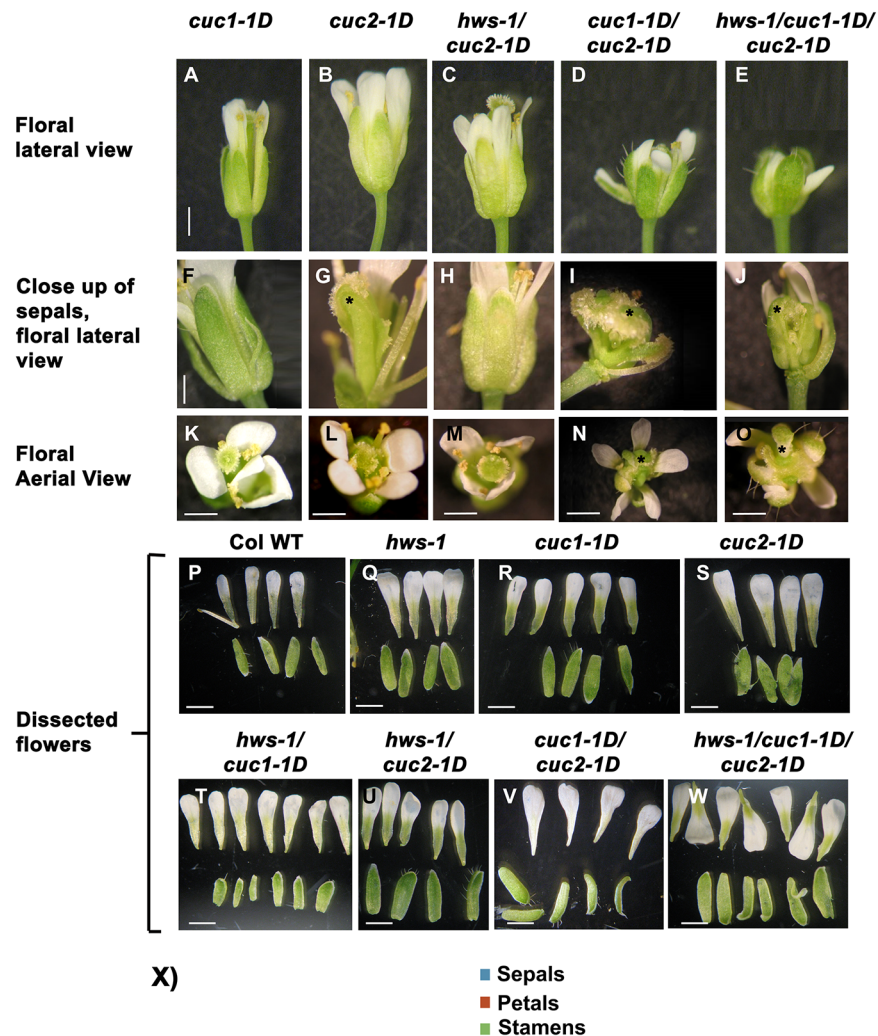 cuc1-1D cuc2-1D hws-1/ cuc1-1D/ hws-1/cuc1-1D/
cuc2-1D cuc2-1D cuc2-1D
A B C D E
Floral
lateral view
F G H I J
* * *
Close up of
sepals,
floral lateral
view
K L M N O
* *
Floral
Aerial View
Col WT hws-1 cuc1-1D cuc2-1D
P Q R S
Dissected
flowers
hws-1/ hws-1/ cuc1-1D/ hws-1/cuc1-1D/
cuc1-1D cuc2-1D cuc2-1D cuc2-1D
T U V W
X)
Sepals
Petals
Stamens